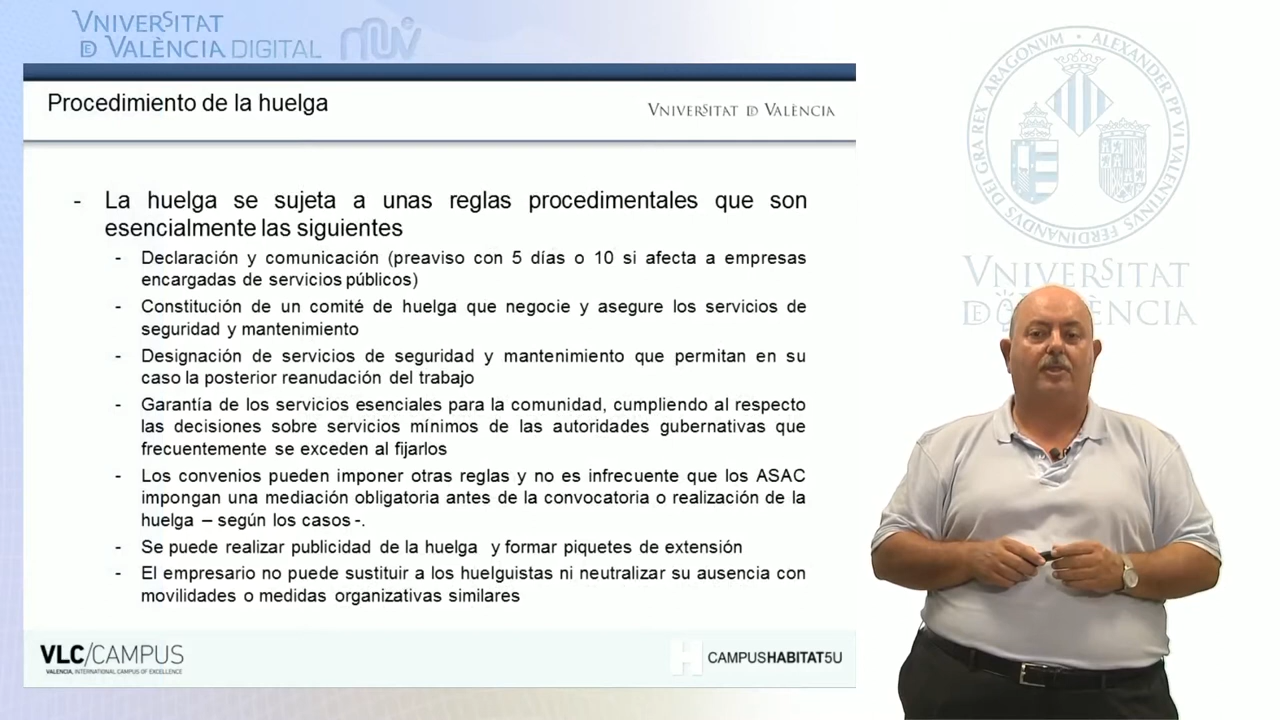 VNIVERSITAT
DE VALÈNCIA DIGITAL
Procedimiento de la huelga
VNIVERSITAT DE VALÈNCIA
- La huelga se sujeta a unas reglas procedimentales que son
esencialmente las siguientes
- Declaración y comunicación (preaviso con 5 días o 10 si afecta a empresas
encargadas de servicios públicos)
- Constitución de un comité de huelga que negocie y asegure los servicios de
seguridad y mantenimiento
- Designación de servicios de seguridad y mantenimiento que permitan en su
caso la posterior reanudación del trabajo
- Garantía de los servicios esenciales para la comunidad, cumpliendo al respecto
las decisiones sobre servicios mínimos de las autoridades gubernativas que
frecuentemente se exceden al fijarlos
- Los convenios pueden imponer otras reglas y no es infrecuente que los ASAC
impongan una mediación obligatoria antes de la convocatoria o realización de la
huelga – según los casos -.
- Se puede realizar publicidad de la huelga y formar piquetes de extensión
- El empresario no puede sustituir a los huelguistas ni neutralizar su ausencia con
movilidades o medidas organizativas similares
VLC/CAMPUS
VALENCIA, INTERNATIONAL CAMPUS OF EXCELLENCE
H CAMPUSHABITAT5U
ALEXANDER PP VI VALENTINVS FERDINANDVS DEI GRA REX ARAGONVM
VNIVERSITAT